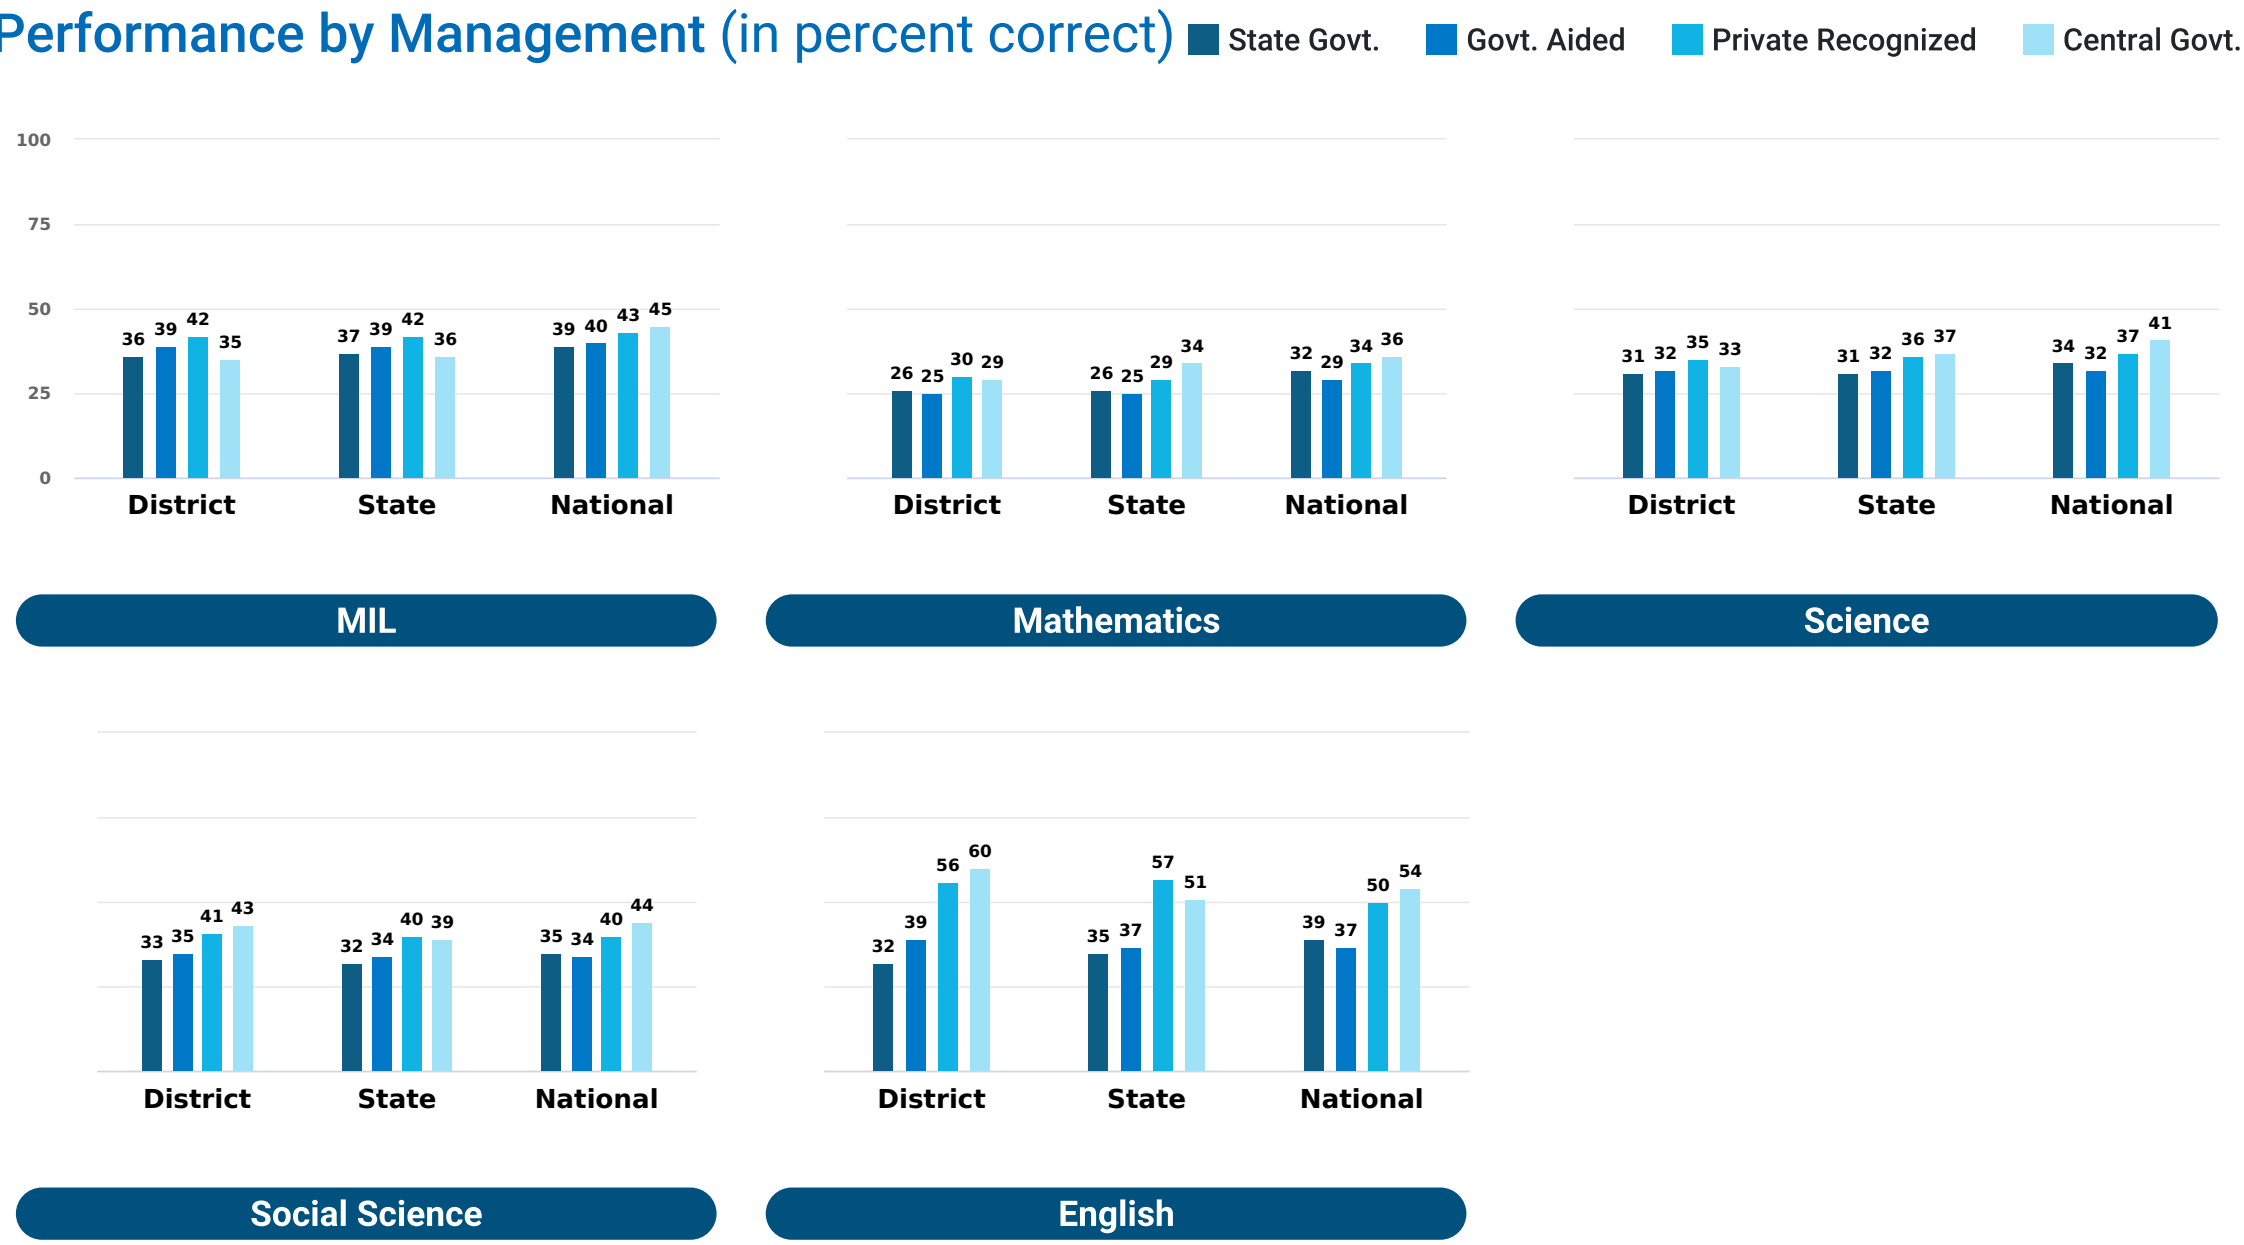 Performance by Management (in percent correct)
State Govt. Govt. Aided Private Recognized Central Govt.
100
75
50
25
0
36 39 42 35 37 39 42 36 39 40 43 45
District State National
MIL
26 25 30 29 26 25 29 34 32 29 34 36
District State National
Mathematics
31 32 35 33 31 32 36 37 34 32 37 41
District State National
Science
33 35 41 43 32 34 40 39 35 34 40 44
District State National
Social Science
32 39 56 60 35 37 57 51 39 37 50 54
District State National
English